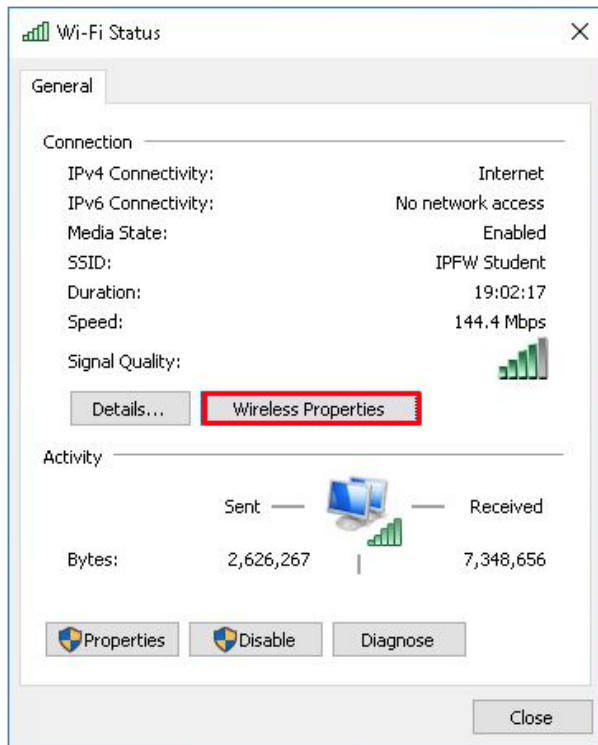 Wi-Fi Status
General
Connection
IPv4 Connectivity: Internet
IPv6 Connectivity: No network access
Media State: Enabled
SSID: IPFW Student
Duration: 19:02:17
Speed: 144.4 Mbps
Signal Quality:
Details... Wireless Properties
Activity
Sent Received
Bytes: 2,626,267 7,348,656
Properties Disable Diagnose
Close